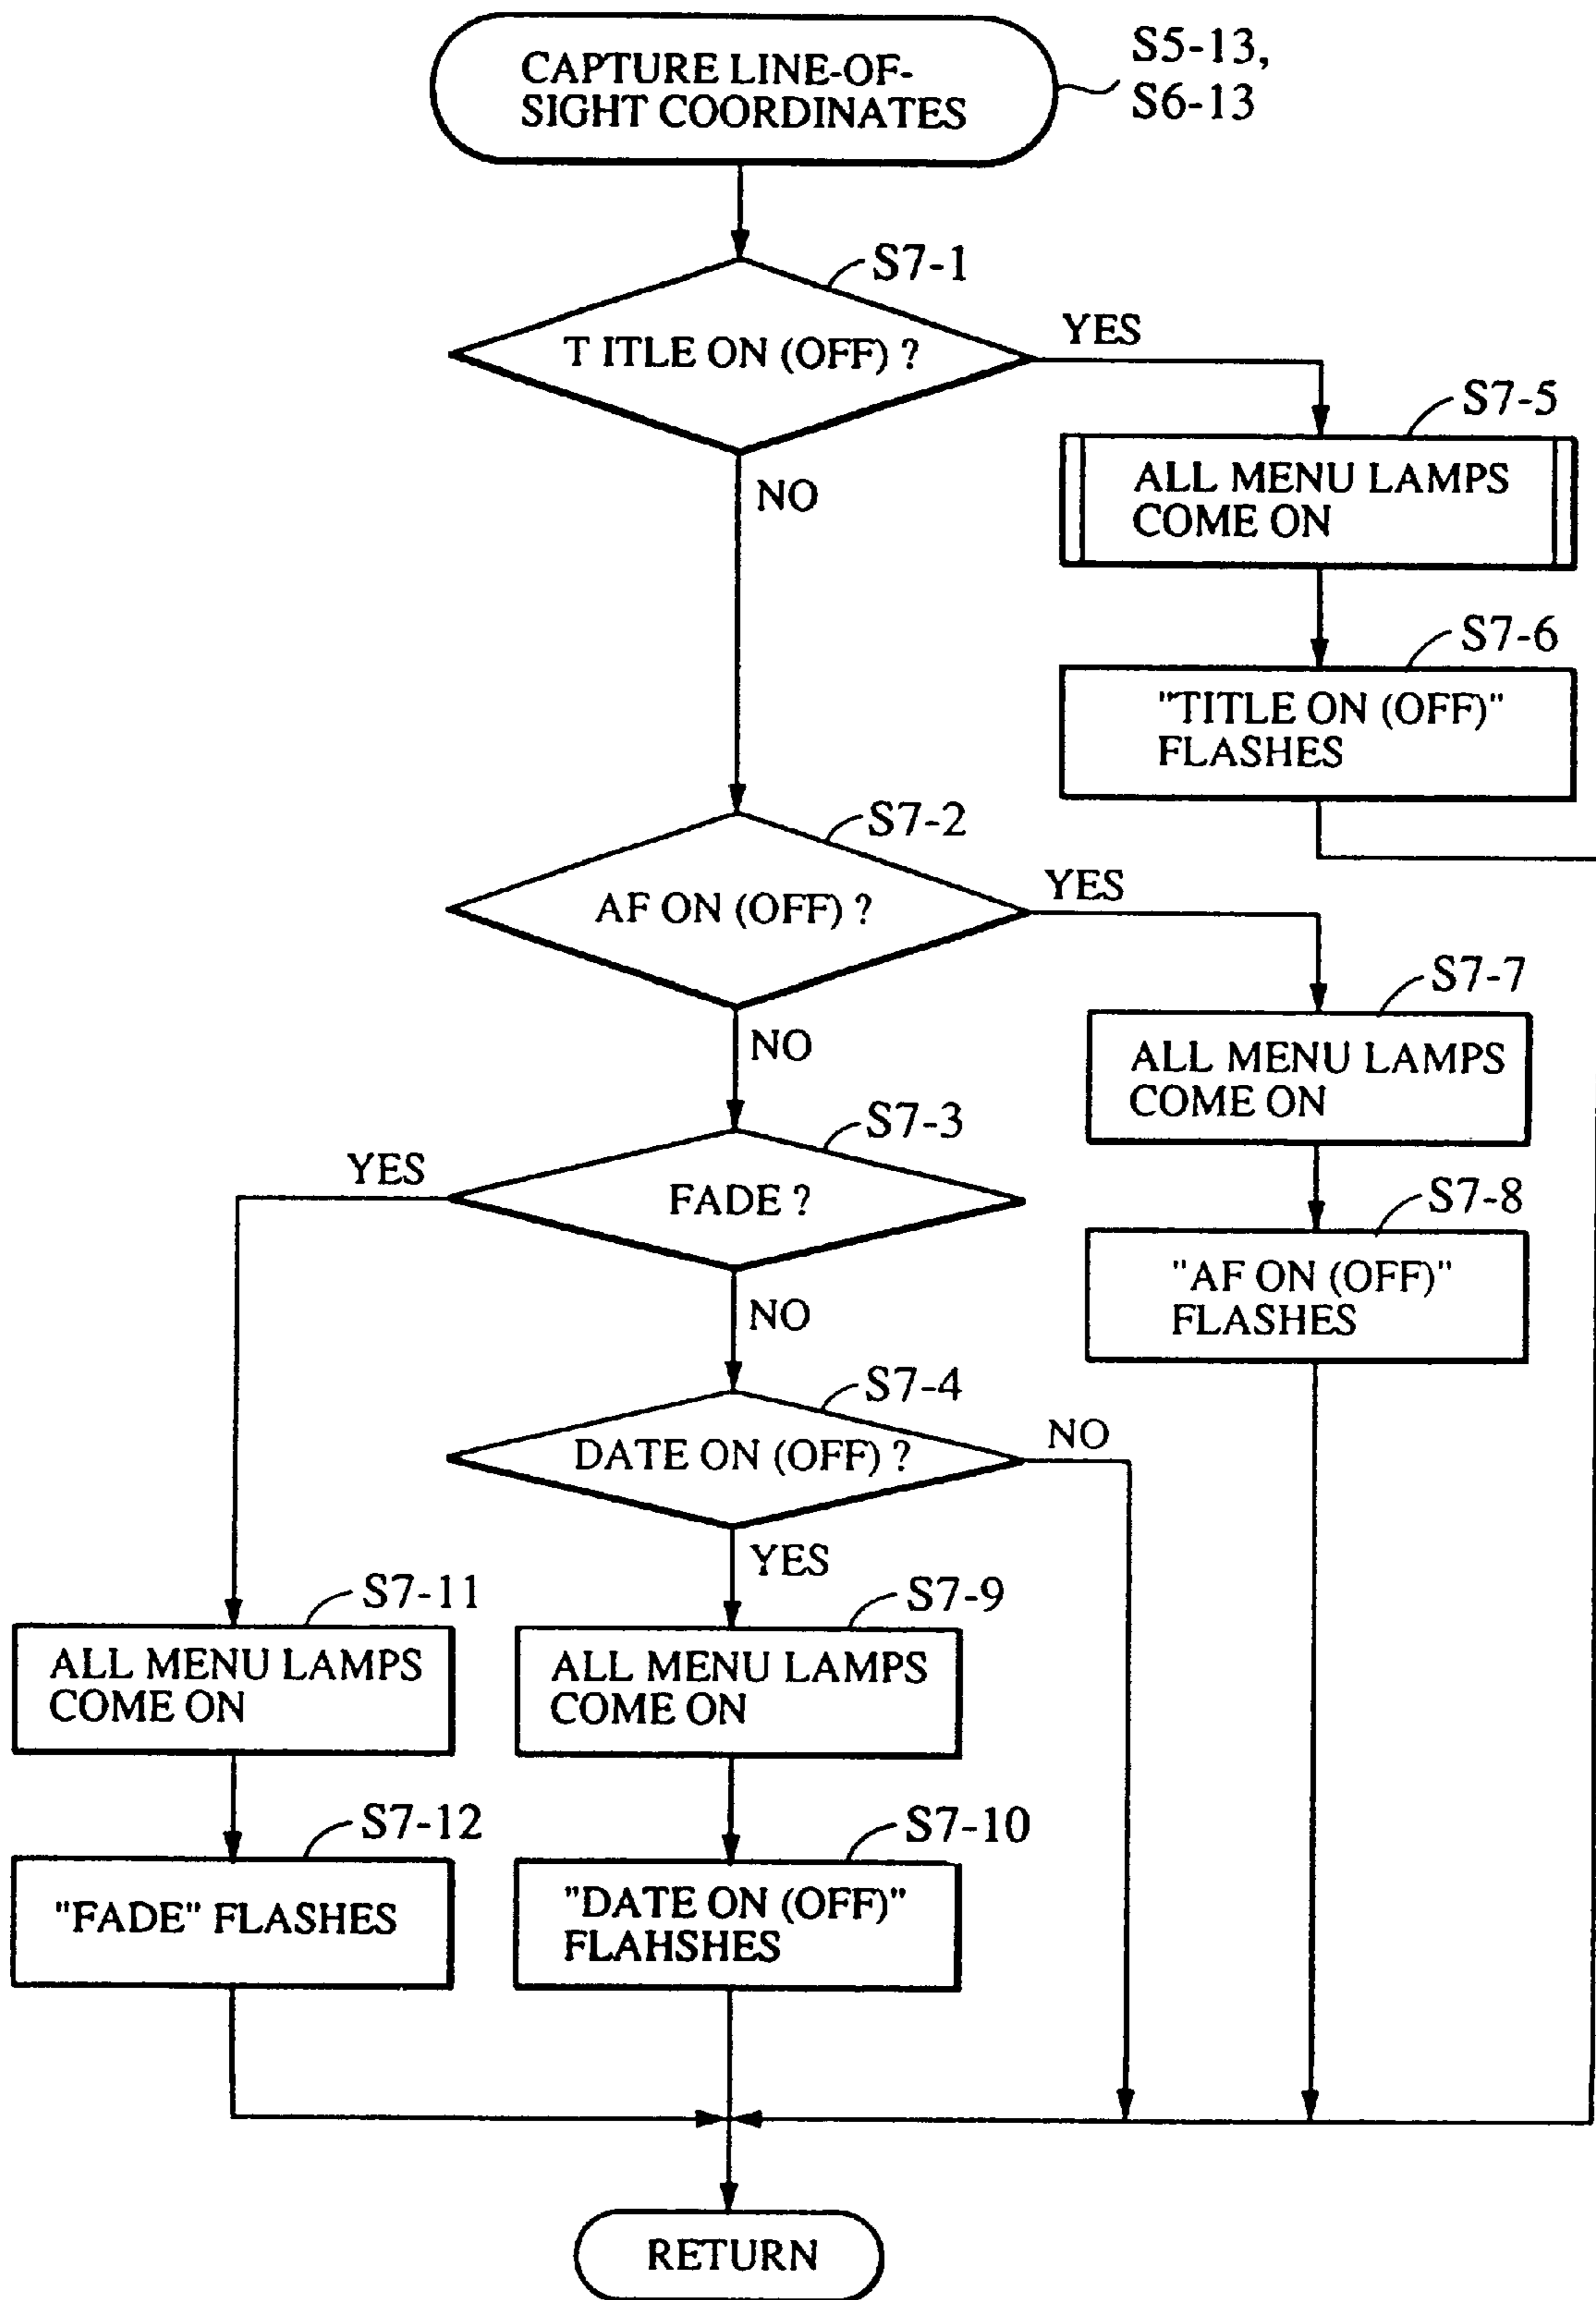 CAPTURE LINE-OF-
SIGHT COORDINATES
S5-13,
S6-13
S7-1
T ITLE ON (OFF) ?
YES
NO
S7-5
ALL MENU LAMPS
COME ON
S7-6
"TITLE ON (OFF)"
FLASHES
S7-2
AF ON (OFF) ?
YES
NO
S7-7
ALL MENU LAMPS
COME ON
S7-8
"AF ON (OFF)"
FLASHES
S7-3
FADE ?
YES
NO
S7-4
DATE ON (OFF) ?
NO
YES
S7-11
ALL MENU LAMPS
COME ON
S7-12
"FADE" FLASHES
S7-9
ALL MENU LAMPS
COME ON
S7-10
"DATE ON (OFF)"
FLAHSHES
RETURN